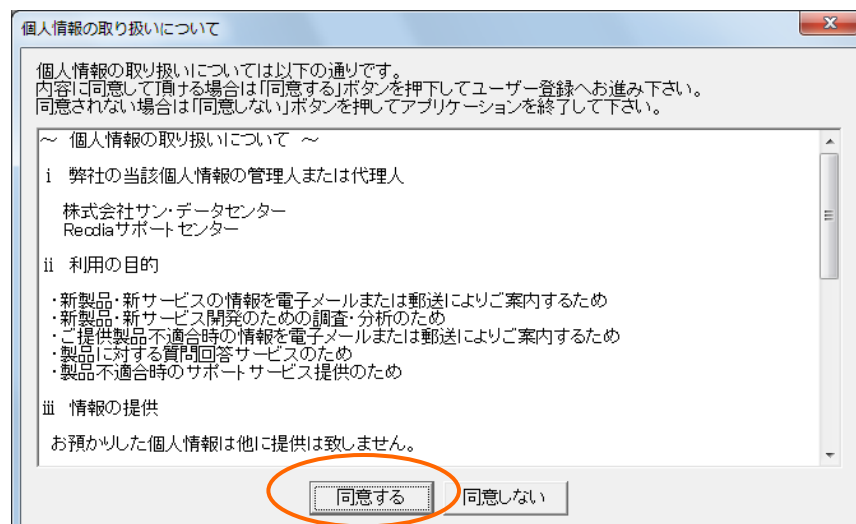 個人情報の取り扱いについて
個人情報の取り扱いについては以下の通りです。
内容に同意して頂ける場合は「同意する」ボタンを押下してユーザー登録へお進み下さい。
同意されない場合は「同意しない」ボタンを押してアプリケーションを終了して下さい。
～ 個人情報の取り扱いについて ～
ⅰ 弊社の当該個人情報の管理人または代理人
株式会社サン・データセンター
Recdiaサポートセンター
ⅱ 利用の目的
・新製品・新サービスの情報を電子メールまたは郵送によりご案内するため
・新製品・新サービス開発のための調査・分析のため
・ご提供製品不適合時の情報を電子メールまたは郵送によりご案内するため
・製品に対する質問回答サービスのため
・製品不適合時のサポートサービス提供のため
ⅲ 情報の提供
お預かりした個人情報は他に提供は致しません。
同意する 同意しない